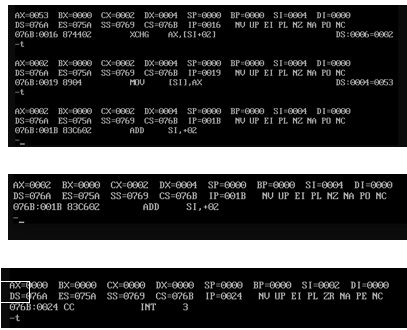 AX=0053 BX=0000 CX=0002 DX=0004 SP=0000 BP=0000 SI=0004 DI=0000
DS=076A ES=075A SS=0769 CS=076B IP=0016 NV UP EI PL NZ NA PO NC
076B:0016 874402 XCHG AX,[SI+02] DS:0006=0002
-t
AX=0002 BX=0000 CX=0002 DX=0004 SP=0000 BP=0000 SI=0004 DI=0000
DS=076A ES=075A SS=0769 CS=076B IP=0019 NV UP EI PL NZ NA PO NC
076B:0019 8904 MOV [SI],AX DS:0004=0053
-t
AX=0002 BX=0000 CX=0002 DX=0004 SP=0000 BP=0000 SI=0004 DI=0000
DS=076A ES=075A SS=0769 CS=076B IP=001B NV UP EI PL NZ NA PO NC
076B:001B 83C602 ADD SI,+02
-_
AX=0002 BX=0000 CX=0002 DX=0004 SP=0000 BP=0000 SI=0004 DI=0000
DS=076A ES=075A SS=0769 CS=076B IP=001B NV UP EI PL NZ NA PO NC
076B:001B 83C602 ADD SI,+02
-_
AX=0000 BX=0000 CX=0000 DX=0000 SP=0000 BP=0000 SI=0002 DI=0000
DS=076A ES=075A SS=0769 CS=076B IP=0024 NV UP EI PL ZR NA PE NC
076B:0024 CC INT 3
-t